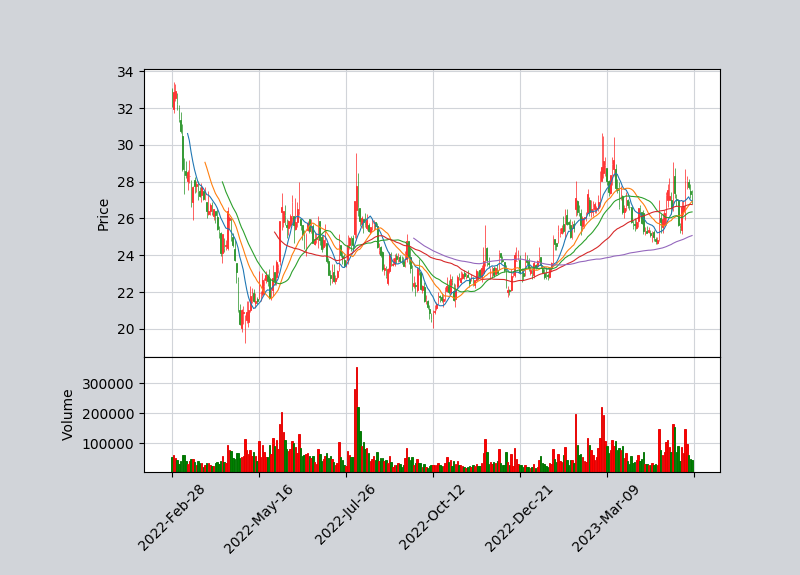 34
32
30
28
26
24
22
20
Price
300000
200000
100000
Volume
2022-Feb-28
2022-May-16
2022-Jul-26
2022-Oct-12
2022-Dec-21
2023-Mar-09